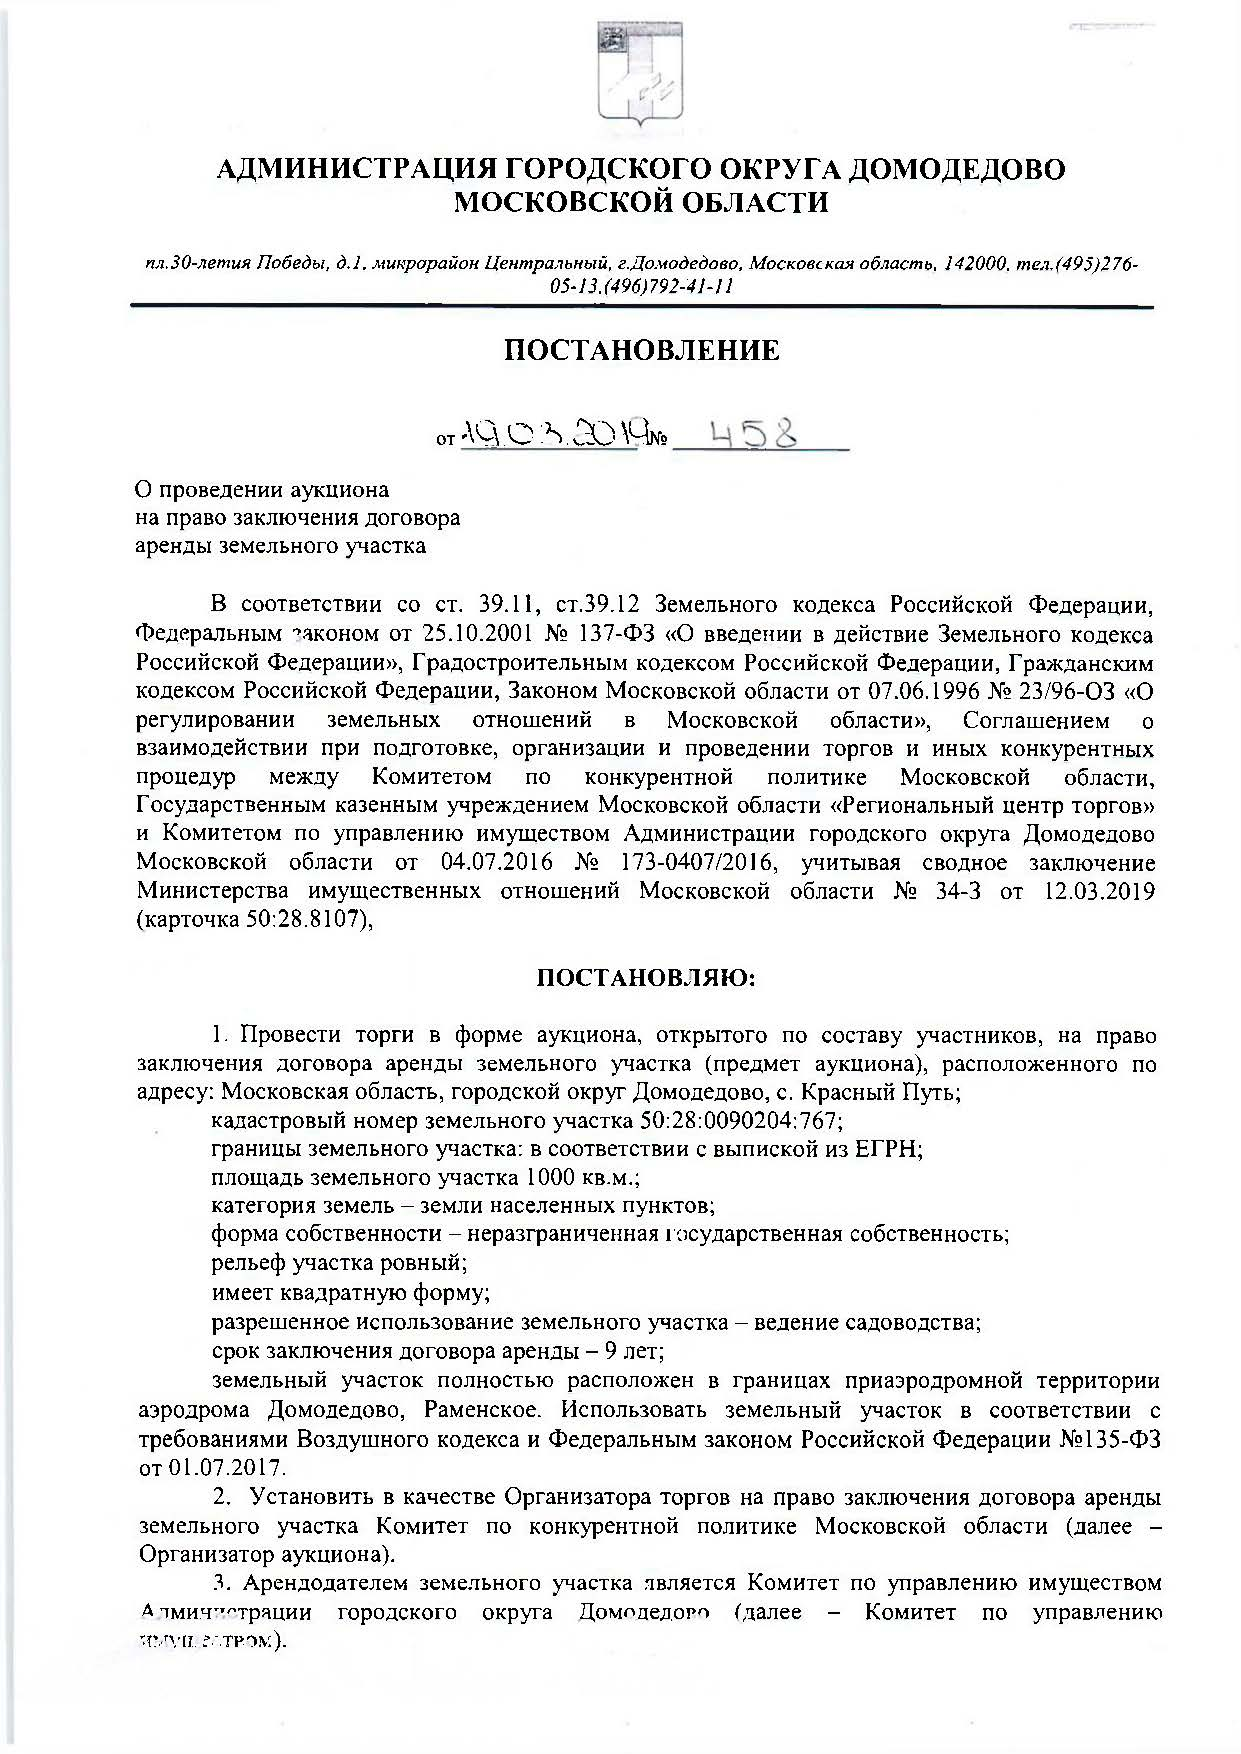 АДМИНИСТРАЦИЯ ГОРОДСКОГО ОКРУГА ДОМОДЕДОВО
МОСКОВСКОЙ ОБЛАСТИ
пл.30-летия Победы, д.1, микрорайон Центральный, г.Домодедово, Московская область, 142000, тел.(495)276-
05-13,(496)792-41-11
ПОСТАНОВЛЕНИЕ
от 19.03.2019 № 458
О проведении аукциона
на право заключения договора
аренды земельного участка
В соответствии со ст. 39.11, ст.39.12 Земельного кодекса Российской Федерации,
Федеральным законом от 25.10.2001 № 137-ФЗ «О введении в действие Земельного кодекса
Российской Федерации», Градостроительным кодексом Российской Федерации, Гражданским
кодексом Российской Федерации, Законом Московской области от 07.06.1996 № 23/96-ОЗ «О
регулировании земельных отношений в Московской области», Соглашением о
взаимодействии при подготовке, организации и проведении торгов и иных конкурентных
процедур между Комитетом по конкурентной политике Московской области,
Государственным казенным учреждением Московской области «Региональный центр торгов»
и Комитетом по управлению имуществом Администрации городского округа Домодедово
Московской области от 04.07.2016 № 173-0407/2016, учитывая сводное заключение
Министерства имущественных отношений Московской области № 34-З от 12.03.2019
(карточка 50:28.8107),
ПОСТАНОВЛЯЮ:
1. Провести торги в форме аукциона, открытого по составу участников, на право
заключения договора аренды земельного участка (предмет аукциона), расположенного по
адресу: Московская область, городской округ Домодедово, с. Красный Путь;
кадастровый номер земельного участка 50:28:0090204:767;
границы земельного участка: в соответствии с выпиской из ЕГРН;
площадь земельного участка 1000 кв.м.;
категория земель – земли населенных пунктов;
форма собственности – неразграниченная государственная собственность;
рельеф участка ровный;
имеет квадратную форму;
разрешенное использование земельного участка – ведение садоводства;
срок заключения договора аренды – 9 лет;
земельный участок полностью расположен в границах приаэродромной территории
аэродрома Домодедово, Раменское. Использовать земельный участок в соответствии с
требованиями Воздушного кодекса и Федеральным законом Российской Федерации №135-ФЗ
от 01.07.2017.
2. Установить в качестве Организатора торгов на право заключения договора аренды
земельного участка Комитет по конкурентной политике Московской области (далее –
Организатор аукциона).
3. Арендодателем земельного участка является Комитет по управлению имуществом
Администрации городского округа Домодедово (далее – Комитет по управлению
имуществом).